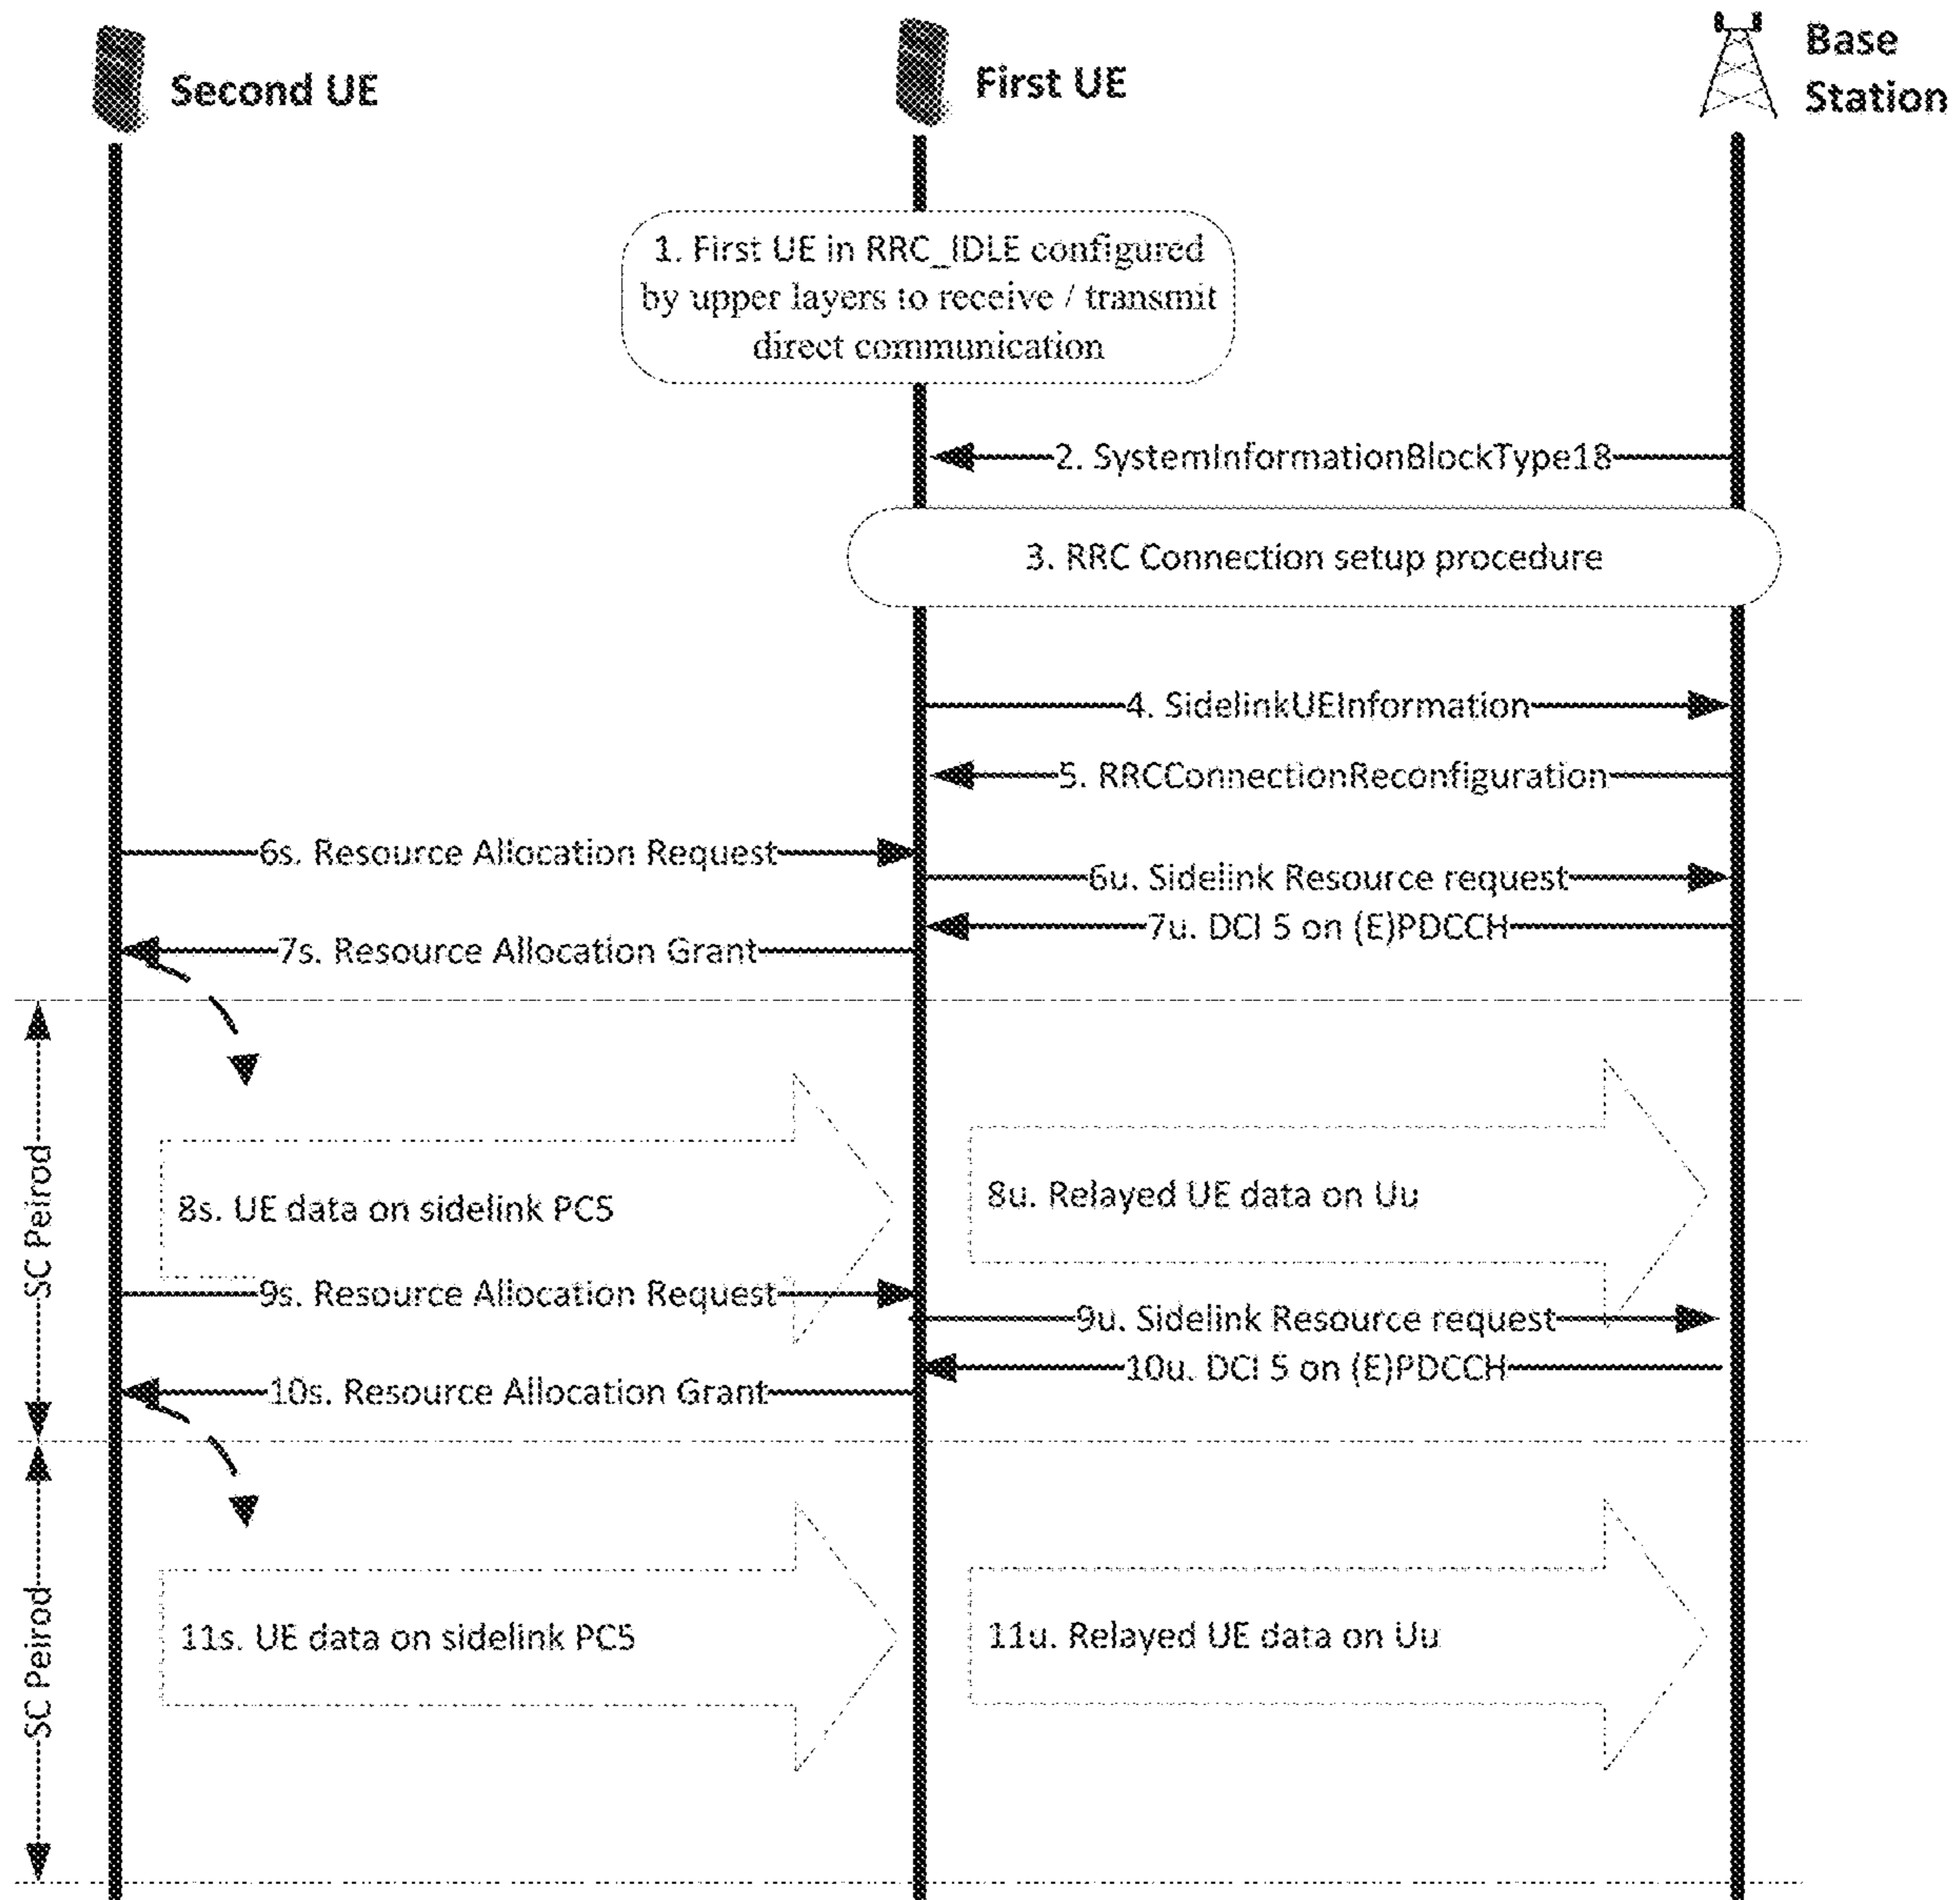 Second UE
First UE
Base
Station
1. First UE in RRC_IDLE configured
by upper layers to receive / transmit
direct communication
2. SystemInformationBlockType18
3. RRC Connection setup procedure
4. SidelinkUEInformation
5. RRCConnectionReconfiguration
6s. Resource Allocation Request
6u. Sidelink Resource request
7u. DCI 5 on (E)PDCCH
7s. Resource Allocation Grant
SC Peirod
8s. UE data on sidelink PC5
8u. Relayed UE data on Uu
9s. Resource Allocation Request
9u. Sidelink Resource request
10u. DCI 5 on (E)PDCCH
10s. Resource Allocation Grant
SC Peirod
11s. UE data on sidelink PC5
11u. Relayed UE data on Uu